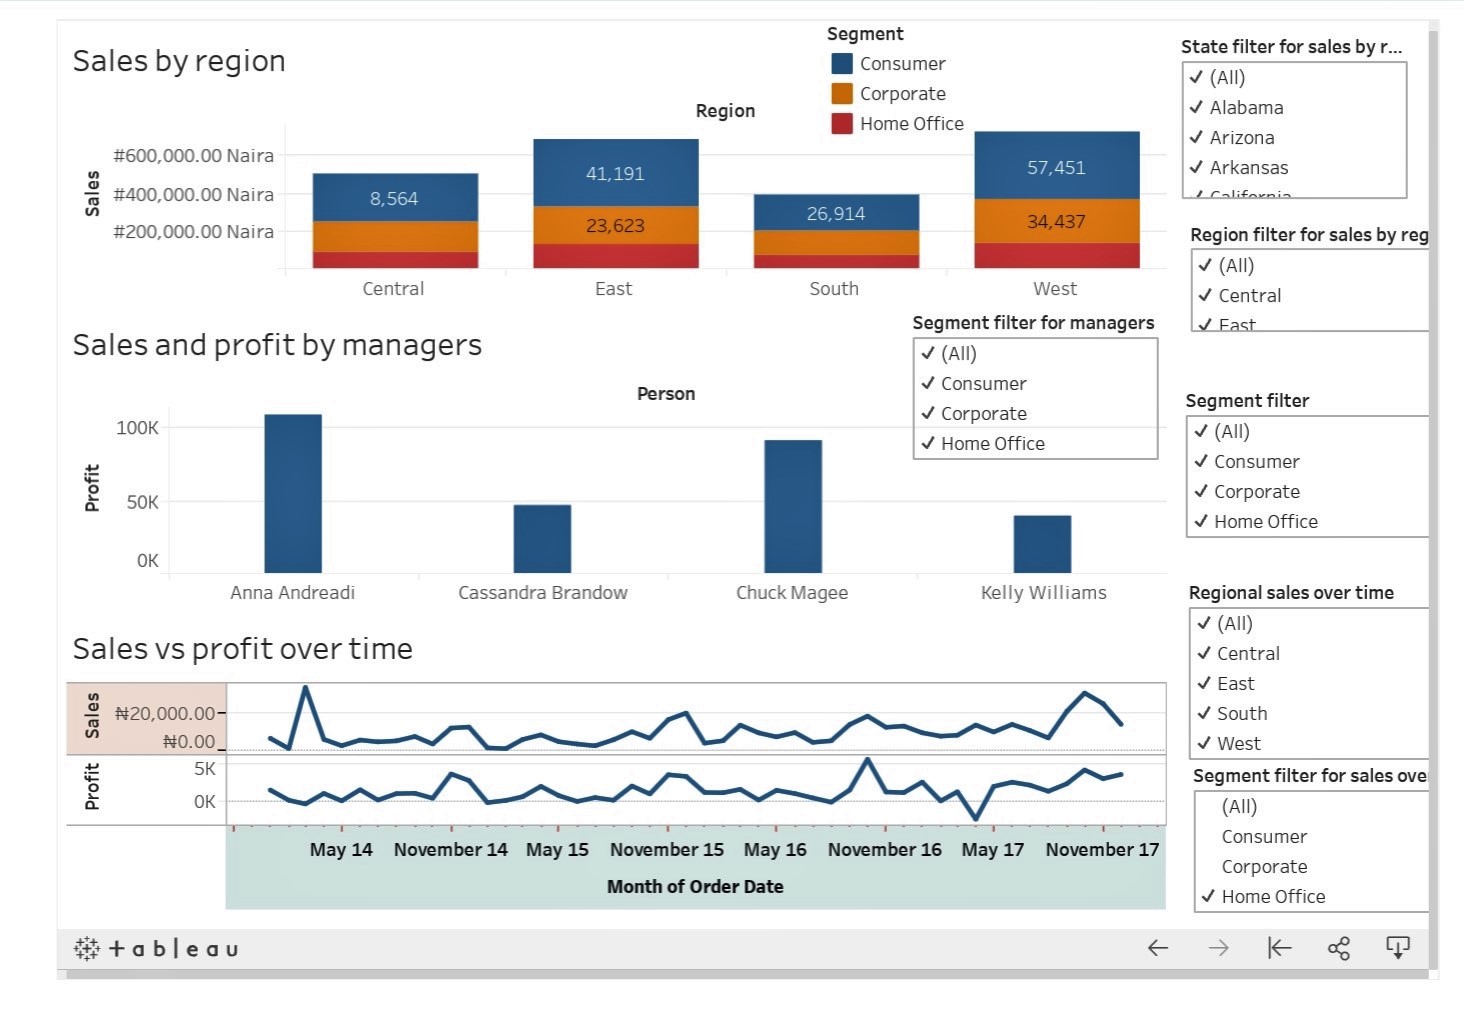 Sales by region
Segment
Consumer
Corporate
Home Office
Region
Sales
#600,000.00 Naira
#400,000.00 Naira
#200,000.00 Naira
8,564
41,191
23,623
26,914
57,451
34,437
Central
East
South
West
State filter for sales by r...
✓ (All)
✓ Alabama
✓ Arizona
✓ Arkansas
✓ California
Region filter for sales by reg
✓ (All)
✓ Central
✓ East
Sales and profit by managers
Segment filter for managers
✓ (All)
✓ Consumer
✓ Corporate
✓ Home Office
Person
Profit
100K
50K
0K
Anna Andreadi
Cassandra Brandow
Chuck Magee
Kelly Williams
Segment filter
✓ (All)
✓ Consumer
✓ Corporate
✓ Home Office
Sales vs profit over time
Sales
₦20,000.00
₦0.00
Profit
5K
0K
May 14
November 14
May 15
November 15
May 16
November 16
May 17
November 17
Month of Order Date
Regional sales over time
✓ (All)
✓ Central
✓ East
✓ South
✓ West
Segment filter for sales over
(All)
Consumer
Corporate
✓ Home Office
+ableau